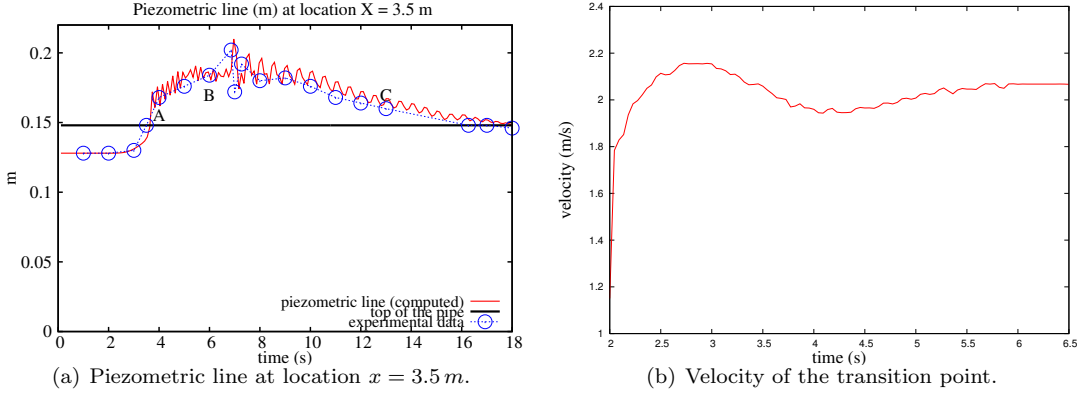 Piezometric line (m) at location X = 3.5 m
0.2
0.15
0.1
0.05
0
m
A
B
C
piezometric line (computed)
top of the pipe
experimental data
0 2 4 6 8 10 12 14 16 18
time (s)
(a) Piezometric line at location x = 3.5 m.
2.4
2.2
2
1.8
1.6
1.4
1.2
1
velocity (m/s)
2 2.5 3 3.5 4 4.5 5 5.5 6 6.5
time (s)
(b) Velocity of the transition point.